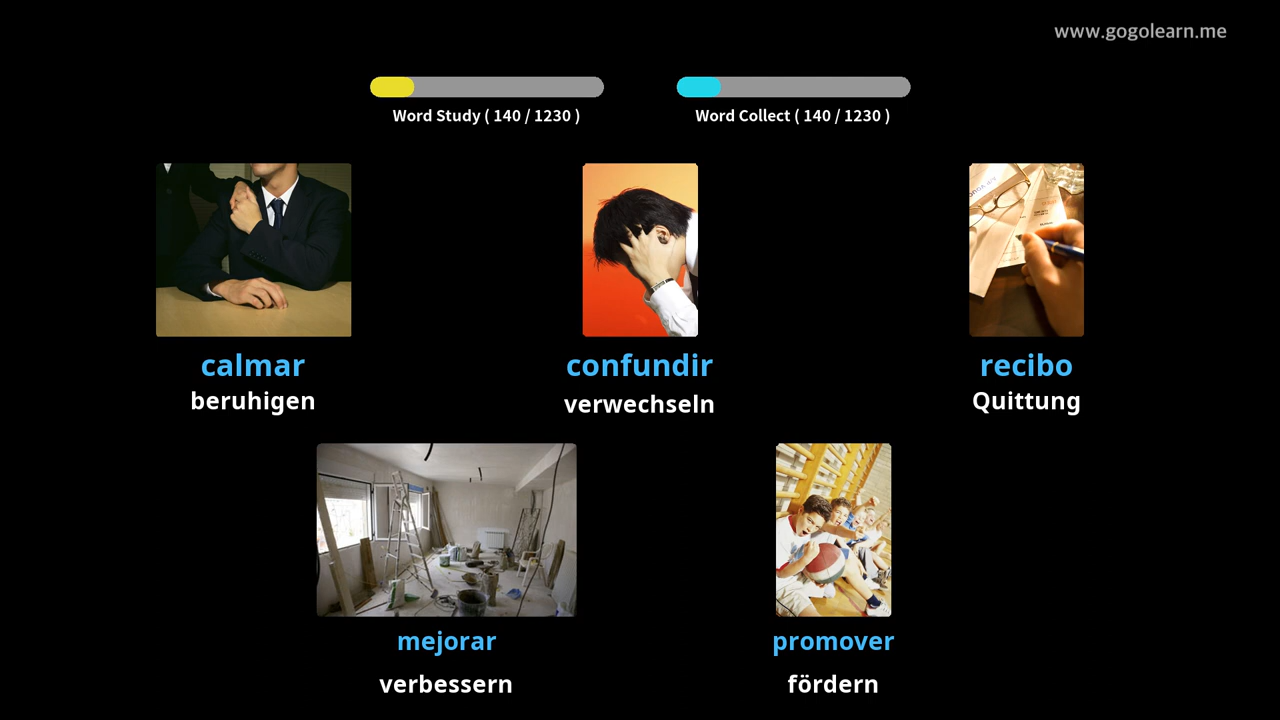 www.gogolearn.me
Word Study ( 140 / 1230 )
Word Collect ( 140 / 1230 )
calmar
beruhigen
confundir
verwechseln
recibo
Quittung
mejorar
verbessern
promover
fördern